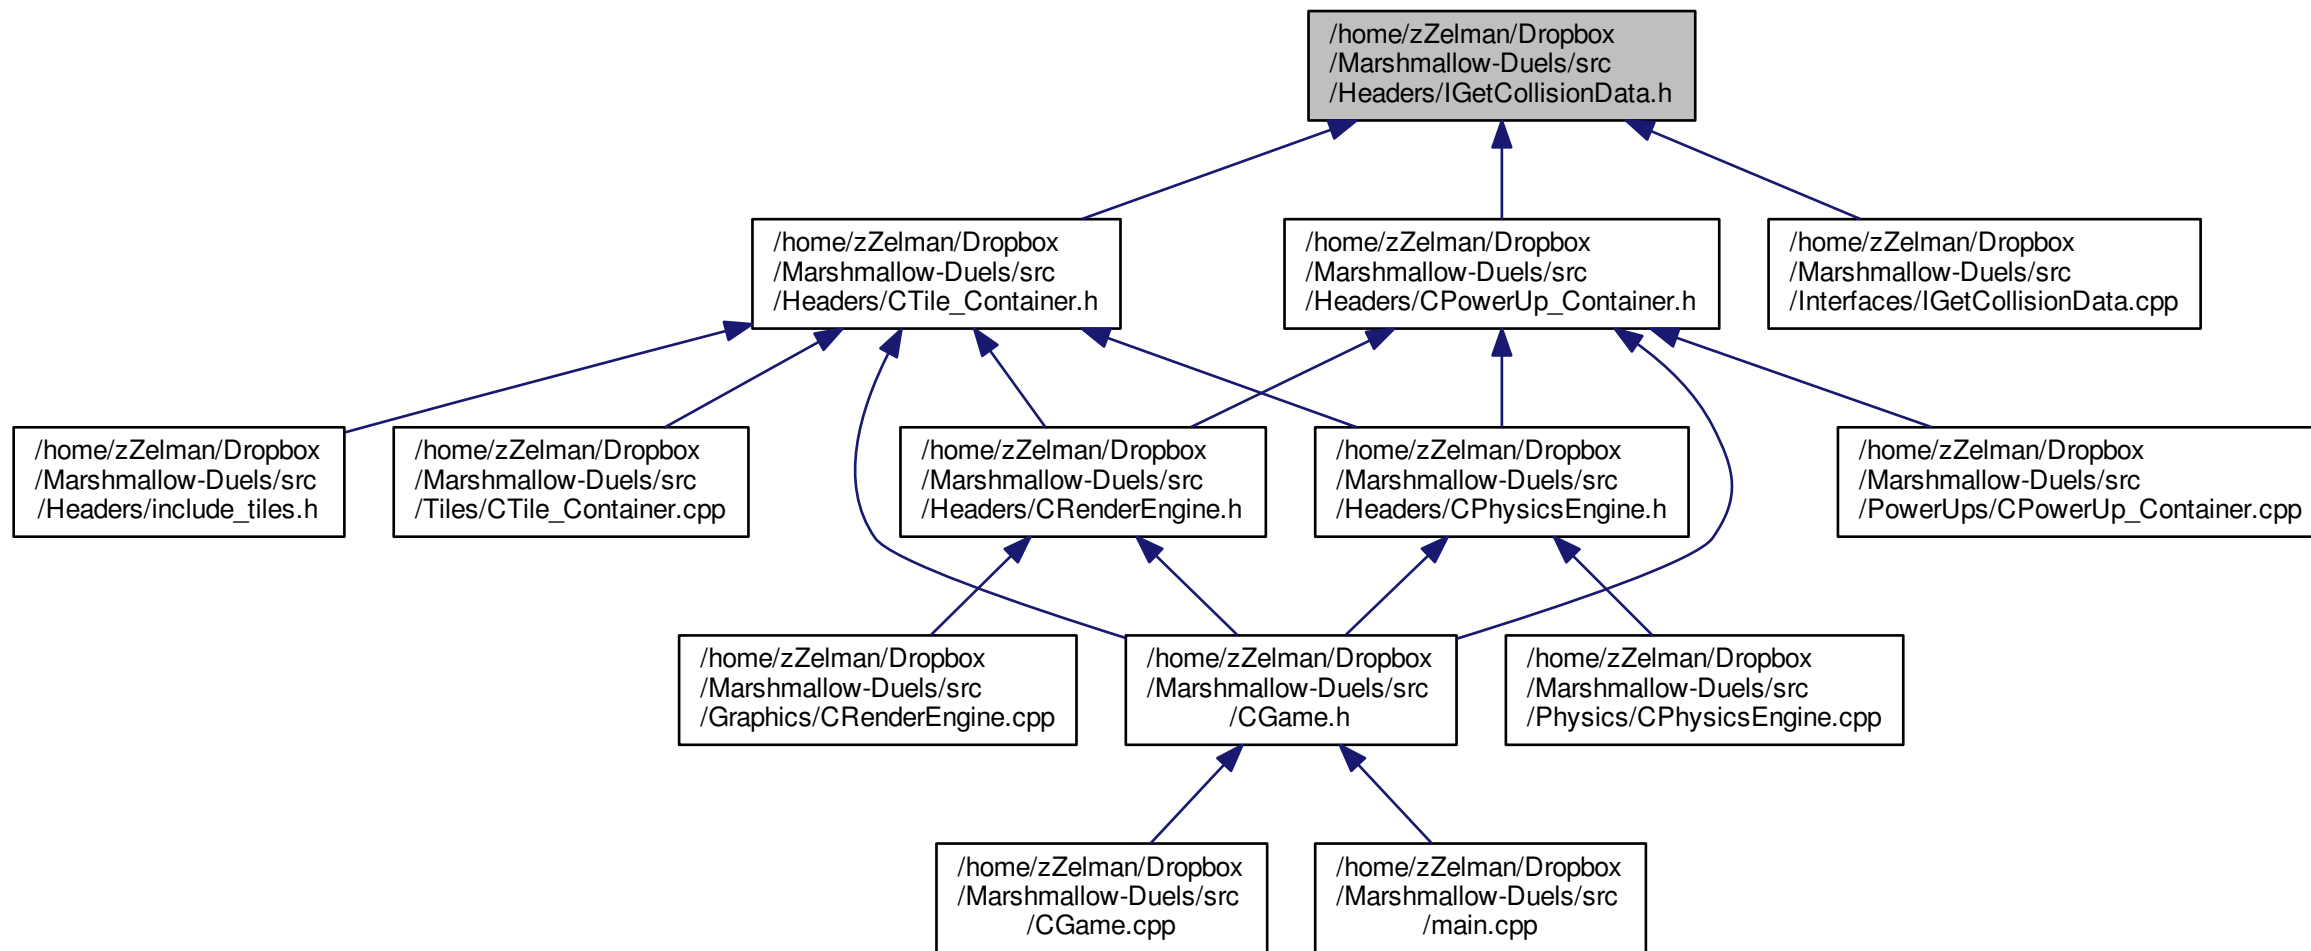 /home/zZelman/Dropbox
/Marshmallow-Duels/src
/Headers/IGetCollisionData.h
/home/zZelman/Dropbox
/Marshmallow-Duels/src
/Headers/CTile_Container.h
/home/zZelman/Dropbox
/Marshmallow-Duels/src
/Headers/CPowerUp_Container.h
/home/zZelman/Dropbox
/Marshmallow-Duels/src
/Interfaces/IGetCollisionData.cpp
/home/zZelman/Dropbox
/Marshmallow-Duels/src
/Headers/include_tiles.h
/home/zZelman/Dropbox
/Marshmallow-Duels/src
/Tiles/CTile_Container.cpp
/home/zZelman/Dropbox
/Marshmallow-Duels/src
/Headers/CRenderEngine.h
/home/zZelman/Dropbox
/Marshmallow-Duels/src
/Headers/CPhysicsEngine.h
/home/zZelman/Dropbox
/Marshmallow-Duels/src
/PowerUps/CPowerUp_Container.cpp
/home/zZelman/Dropbox
/Marshmallow-Duels/src
/Graphics/CRenderEngine.cpp
/home/zZelman/Dropbox
/Marshmallow-Duels/src
/CGame.h
/home/zZelman/Dropbox
/Marshmallow-Duels/src
/Physics/CPhysicsEngine.cpp
/home/zZelman/Dropbox
/Marshmallow-Duels/src
/CGame.cpp
/home/zZelman/Dropbox
/Marshmallow-Duels/src
/main.cpp